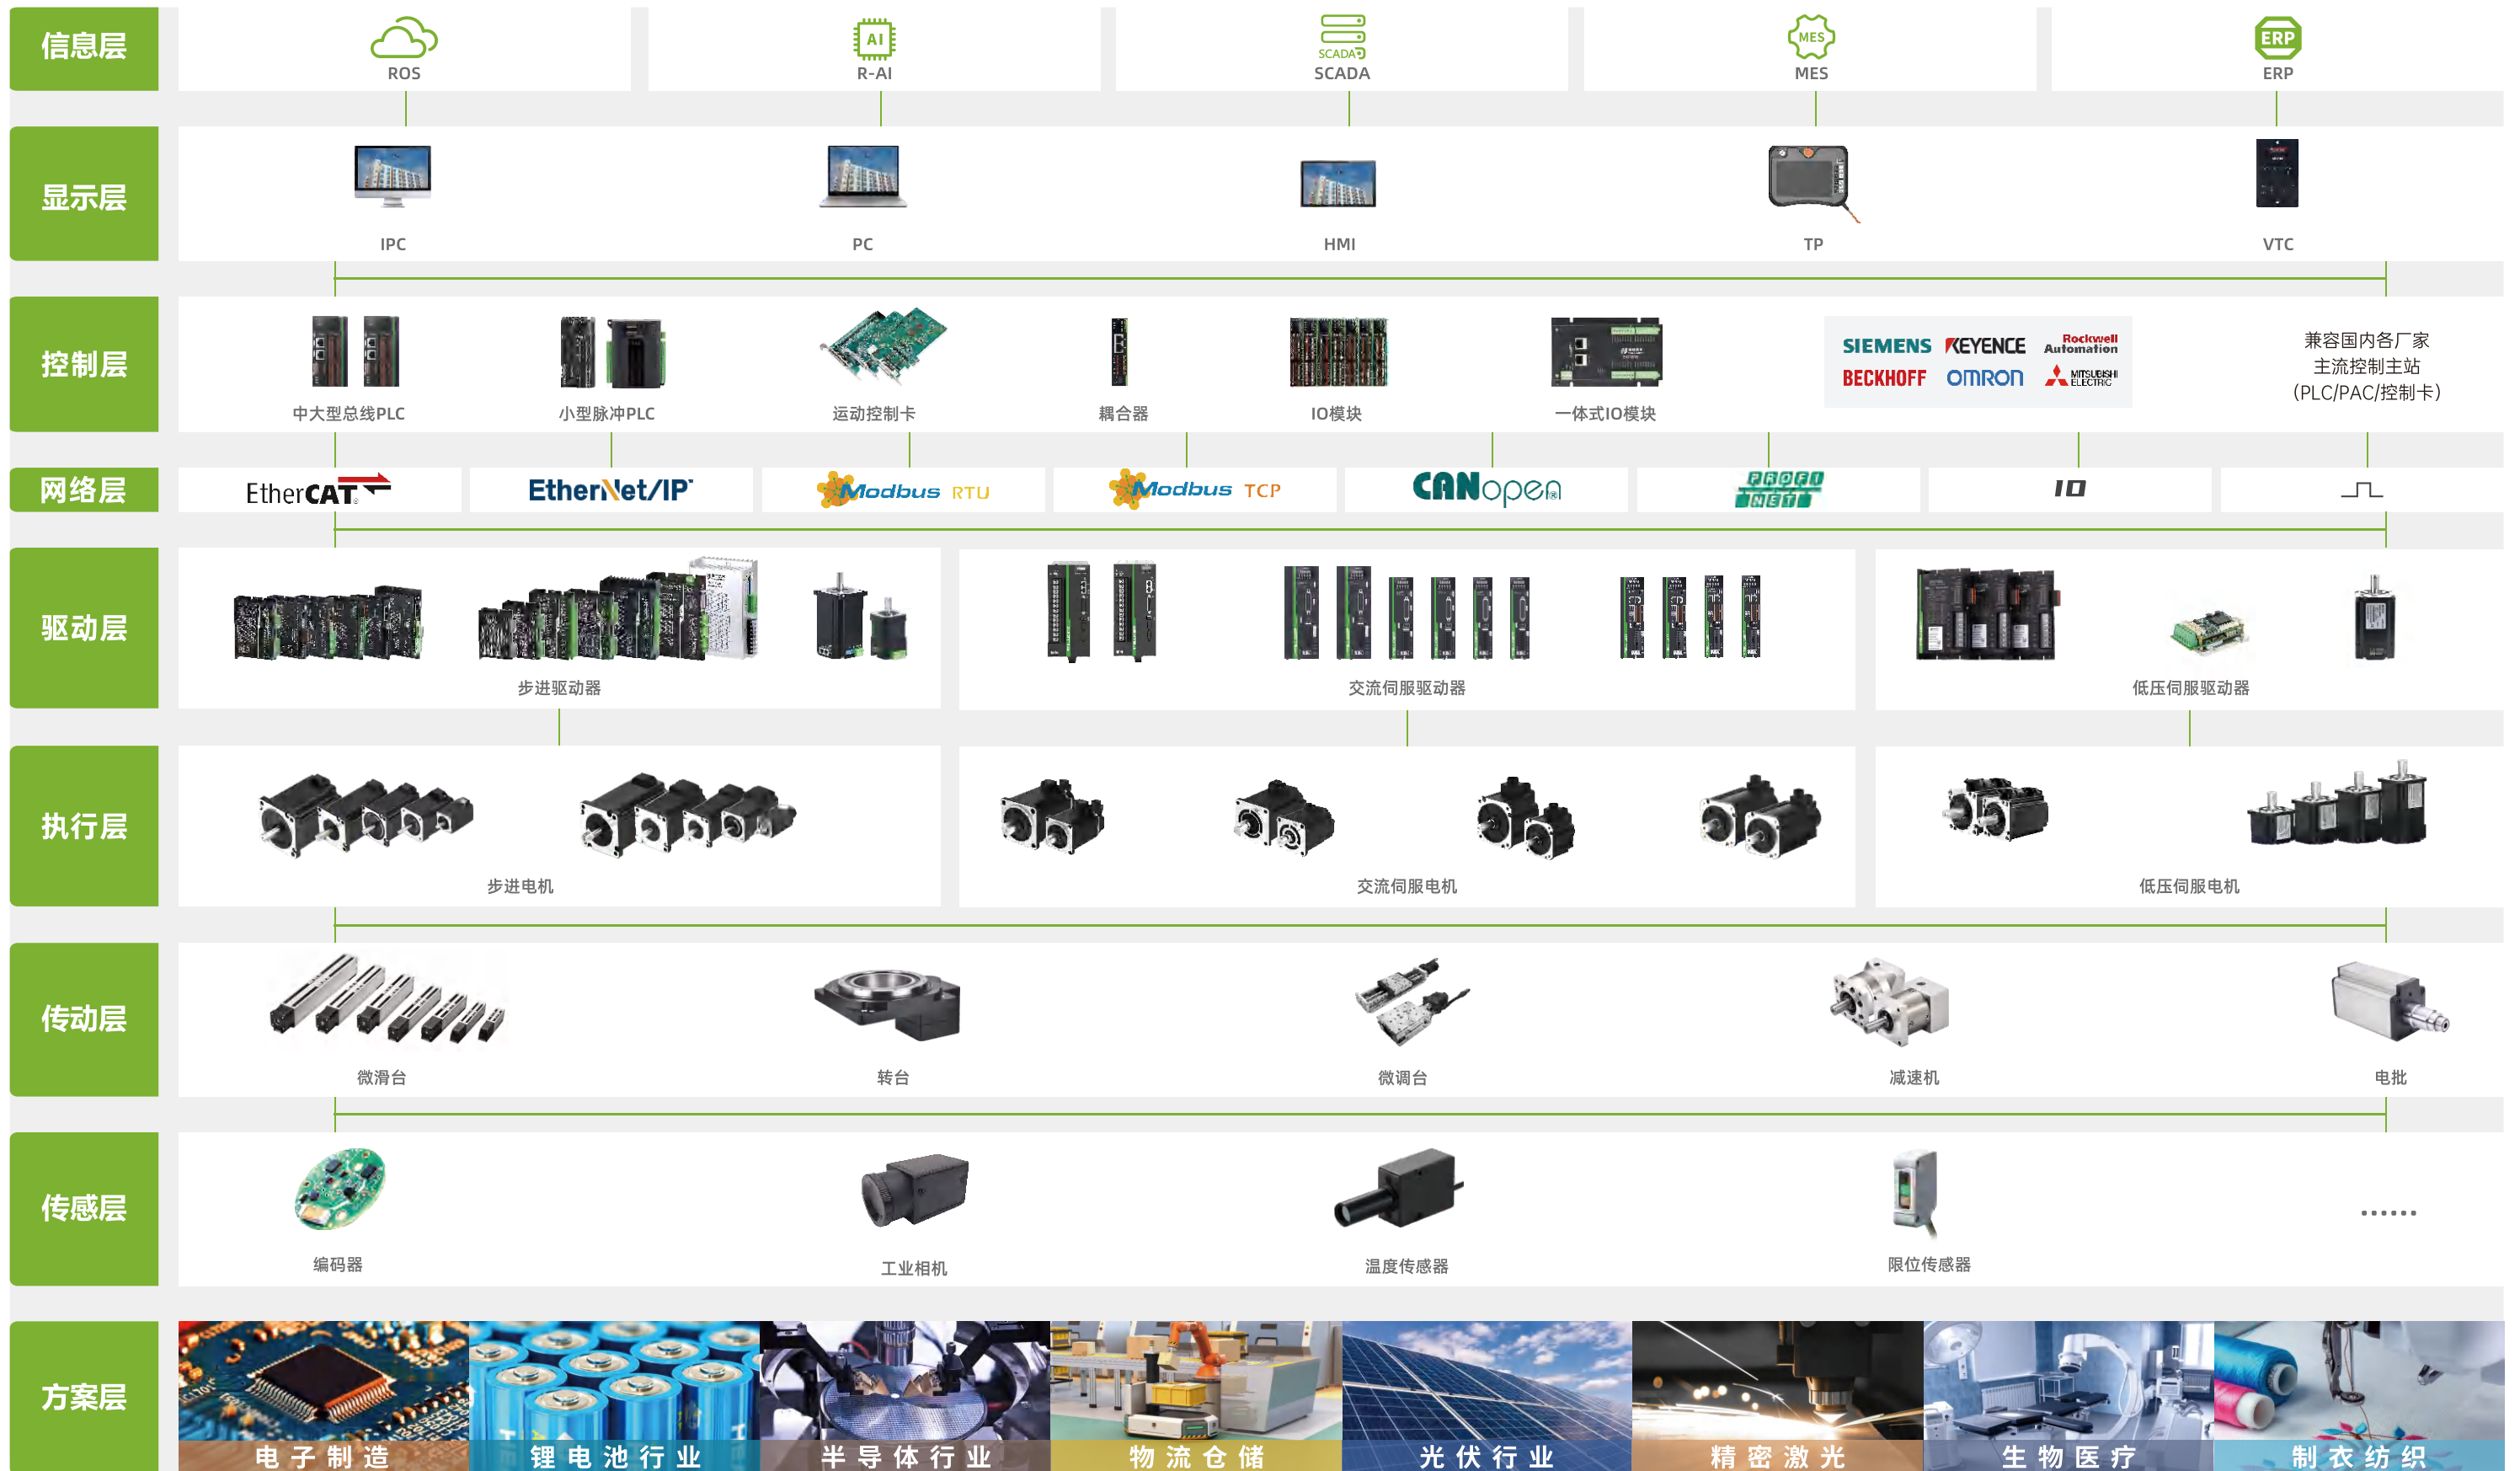 信息层
AI
ROS
R-AI
SCADA
SCADA
MES
MES
ERP
ERP
显示层
IPC
PC
HMI
TP
VTC
控制层
中大型总线PLC
小型脉冲PLC
运动控制卡
耦合器
IO模块
一体式IO模块
SIEMENS
KEYENCE
Rockwell
Automation
BECKHOFF
OMRON
MITSUBISHI
ELECTRIC
兼容国内各厂家
主流控制主站
(PLC/PAC/控制卡)
网络层
EtherCAT®
EtherNet/IP™
Modbus RTU
Modbus TCP
CANopen®
PROFI
NET
IO
驱动层
步进驱动器
交流伺服驱动器
低压伺服驱动器
执行层
步进电机
交流伺服电机
低压伺服电机
传动层
微滑台
转台
微调台
减速机
电批
传感层
编码器
工业相机
温度传感器
限位传感器
......
方案层
电子制造
锂电池行业
半导体行业
物流仓储
光伏行业
精密激光
生物医疗
制衣纺织